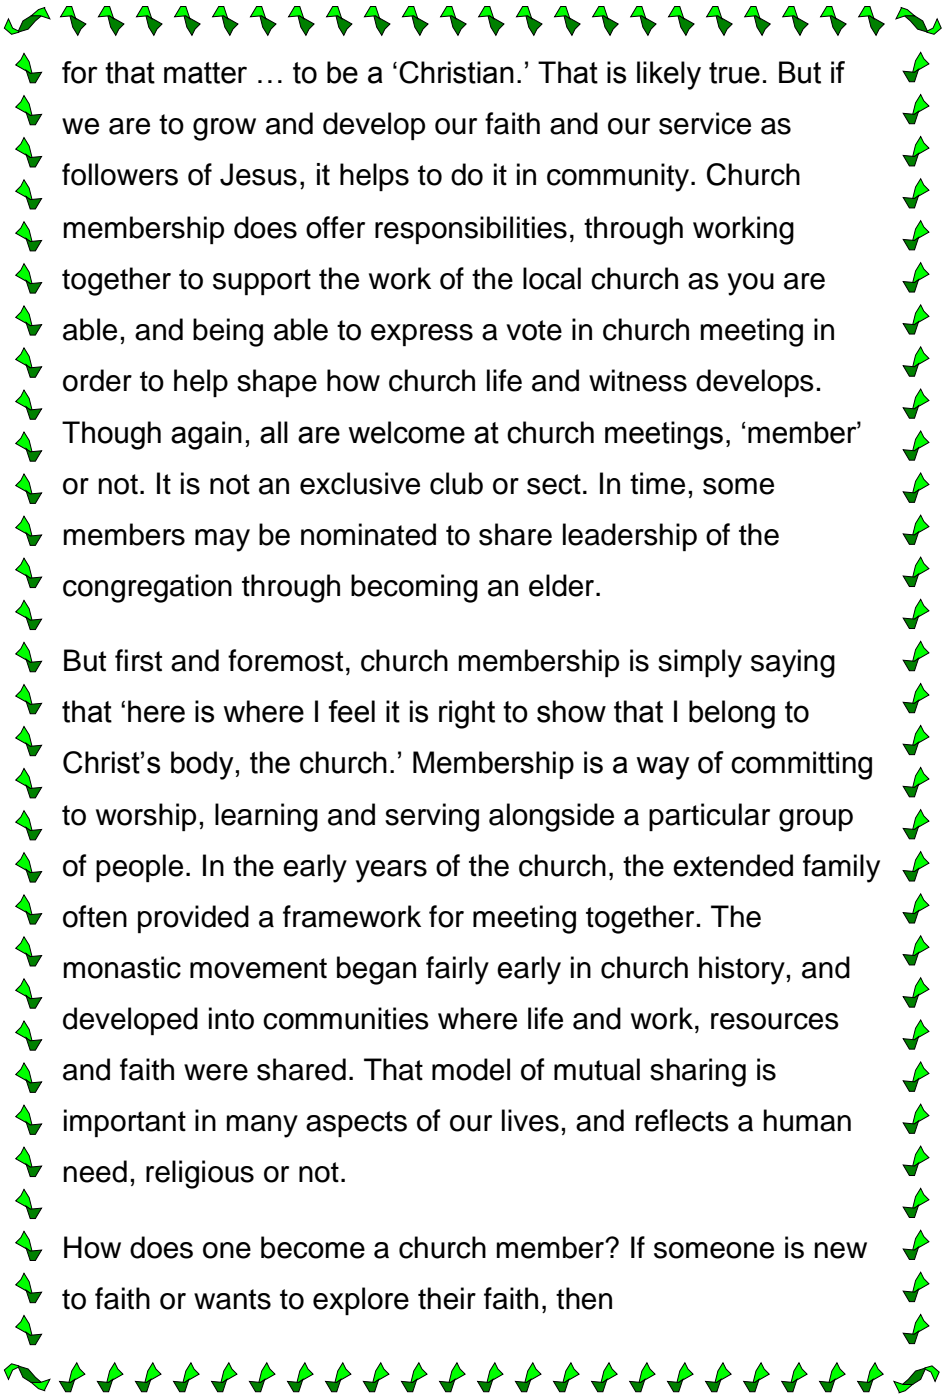 for that matter … to be a ‘Christian.’ That is likely true. But if
we are to grow and develop our faith and our service as
followers of Jesus, it helps to do it in community. Church
membership does offer responsibilities, through working
together to support the work of the local church as you are
able, and being able to express a vote in church meeting in
order to help shape how church life and witness develops.
Though again, all are welcome at church meetings, ‘member’
or not. It is not an exclusive club or sect. In time, some
members may be nominated to share leadership of the
congregation through becoming an elder.
But first and foremost, church membership is simply saying
that ‘here is where I feel it is right to show that I belong to
Christ’s body, the church.’ Membership is a way of committing
to worship, learning and serving alongside a particular group
of people. In the early years of the church, the extended family
often provided a framework for meeting together. The
monastic movement began fairly early in church history, and
developed into communities where life and work, resources
and faith were shared. That model of mutual sharing is
important in many aspects of our lives, and reflects a human
need, religious or not.
How does one become a church member? If someone is new
to faith or wants to explore their faith, then